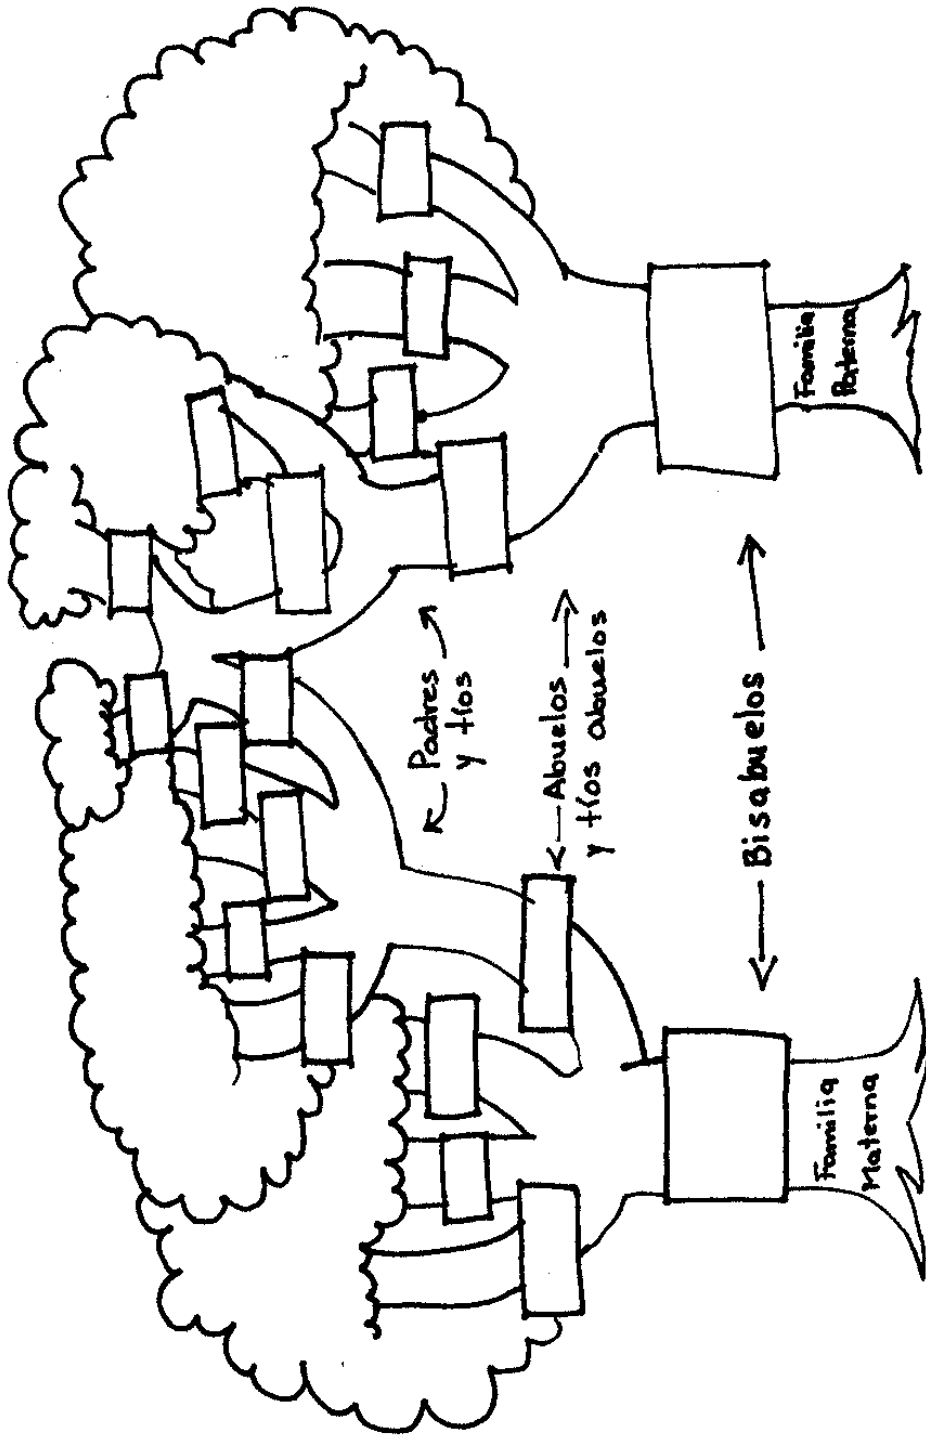 Familia
Materna
Familia
Paterna
Padres
y tíos
Abuelos
y tíos abuelos
Bisabuelos